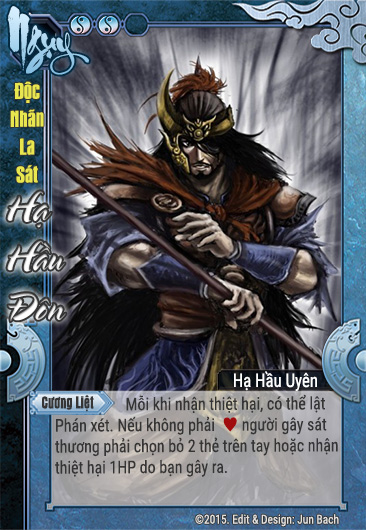 Ngụy
Độc
Nhãn
La
Sát
Hạ
Hầu
Đôn
Hạ Hầu Uyên
Cương Liệt
Mỗi khi nhận thiệt hại, có thể lật
Phán xét. Nếu không phải ♥ người gây sát
thương phải chọn bỏ 2 thẻ trên tay hoặc nhận
thiệt hại 1HP do bạn gây ra.
©2015. Edit & Design: Jun Bach